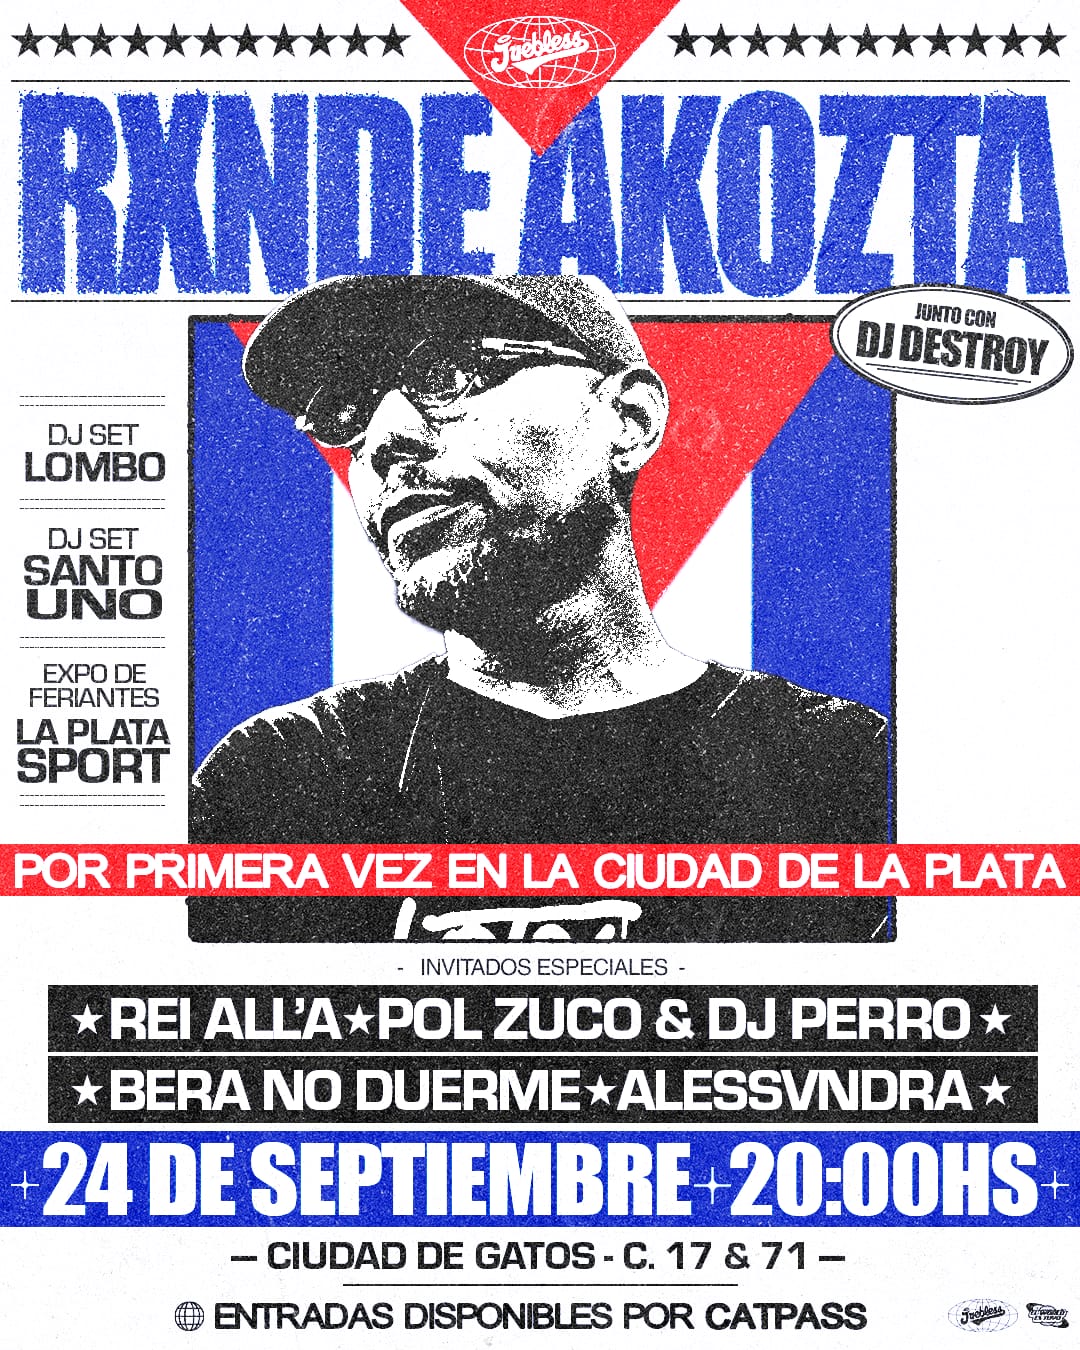 Irebless
RXNDE AKOZTA
JUNTO CON
DJ DESTROY
DJ SET
LOMBO
DJ SET
SANTO
UNO
EXPO DE
FERIANTES
LA PLATA
SPORT
POR PRIMERA VEZ EN LA CIUDAD DE LA PLATA
- INVITADOS ESPECIALES -
★REI ALL'A★POL ZUCO & DJ PERRO★
★BERA NO DUERME★ALESSVNDRA★
24 DE SEPTIEMBRE 20:00HS
— CIUDAD DE GATOS - C. 17 & 71 —
ENTRADAS DISPONIBLES POR CATPASS
Irebless